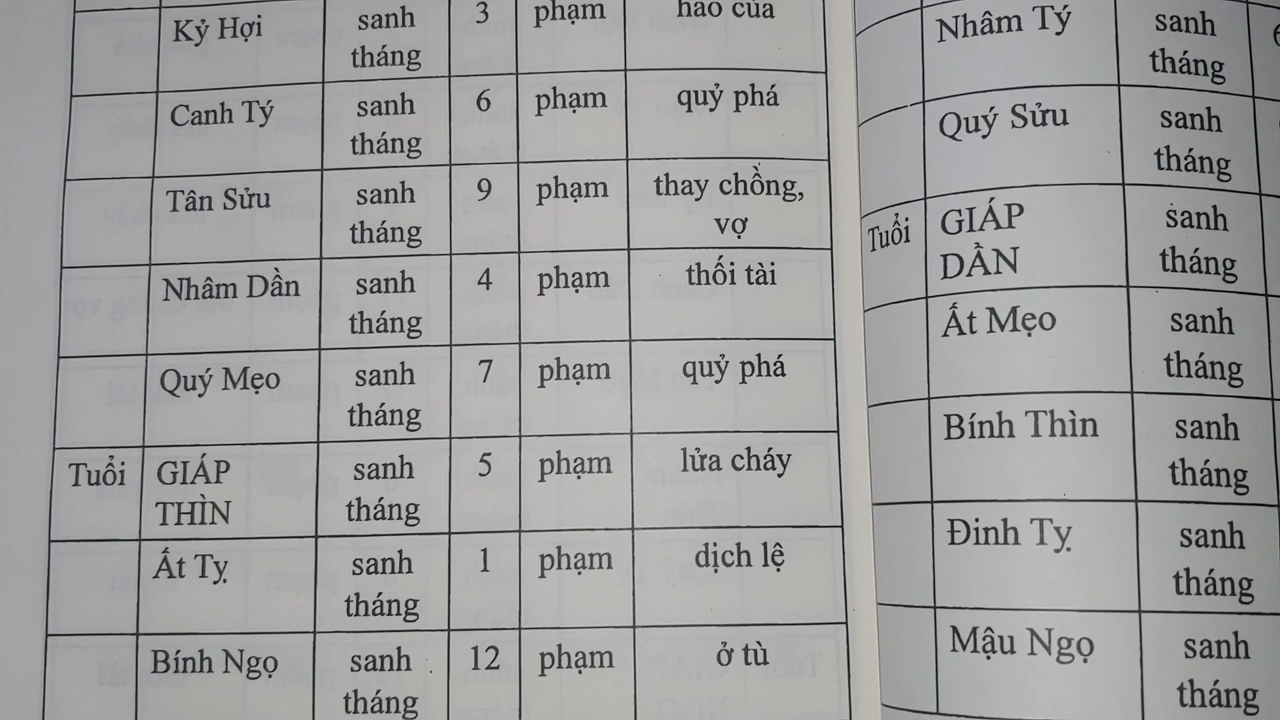 Kỷ Hợi sanh 3 phạm hao của
tháng
Canh Tý sanh 6 phạm quỷ phá
tháng
Tân Sửu sanh 9 phạm thay chồng,
tháng vợ
Nhâm Dần sanh 4 phạm thối tài
tháng
Quý Mẹo sanh 7 phạm quỷ phá
tháng
Tuổi GIÁP sanh 5 phạm lửa cháy
THÌN tháng
Ất Tỵ sanh 1 phạm dịch lệ
tháng
Bính Ngọ sanh 12 phạm ở tù
tháng
Nhâm Tý sanh
tháng
Quý Sửu sanh
tháng
Tuổi GIÁP sanh
DẦN tháng
Ất Mẹo sanh
tháng
Bính Thìn sanh
tháng
Đinh Tỵ sanh
tháng
Mậu Ngọ sanh
tháng